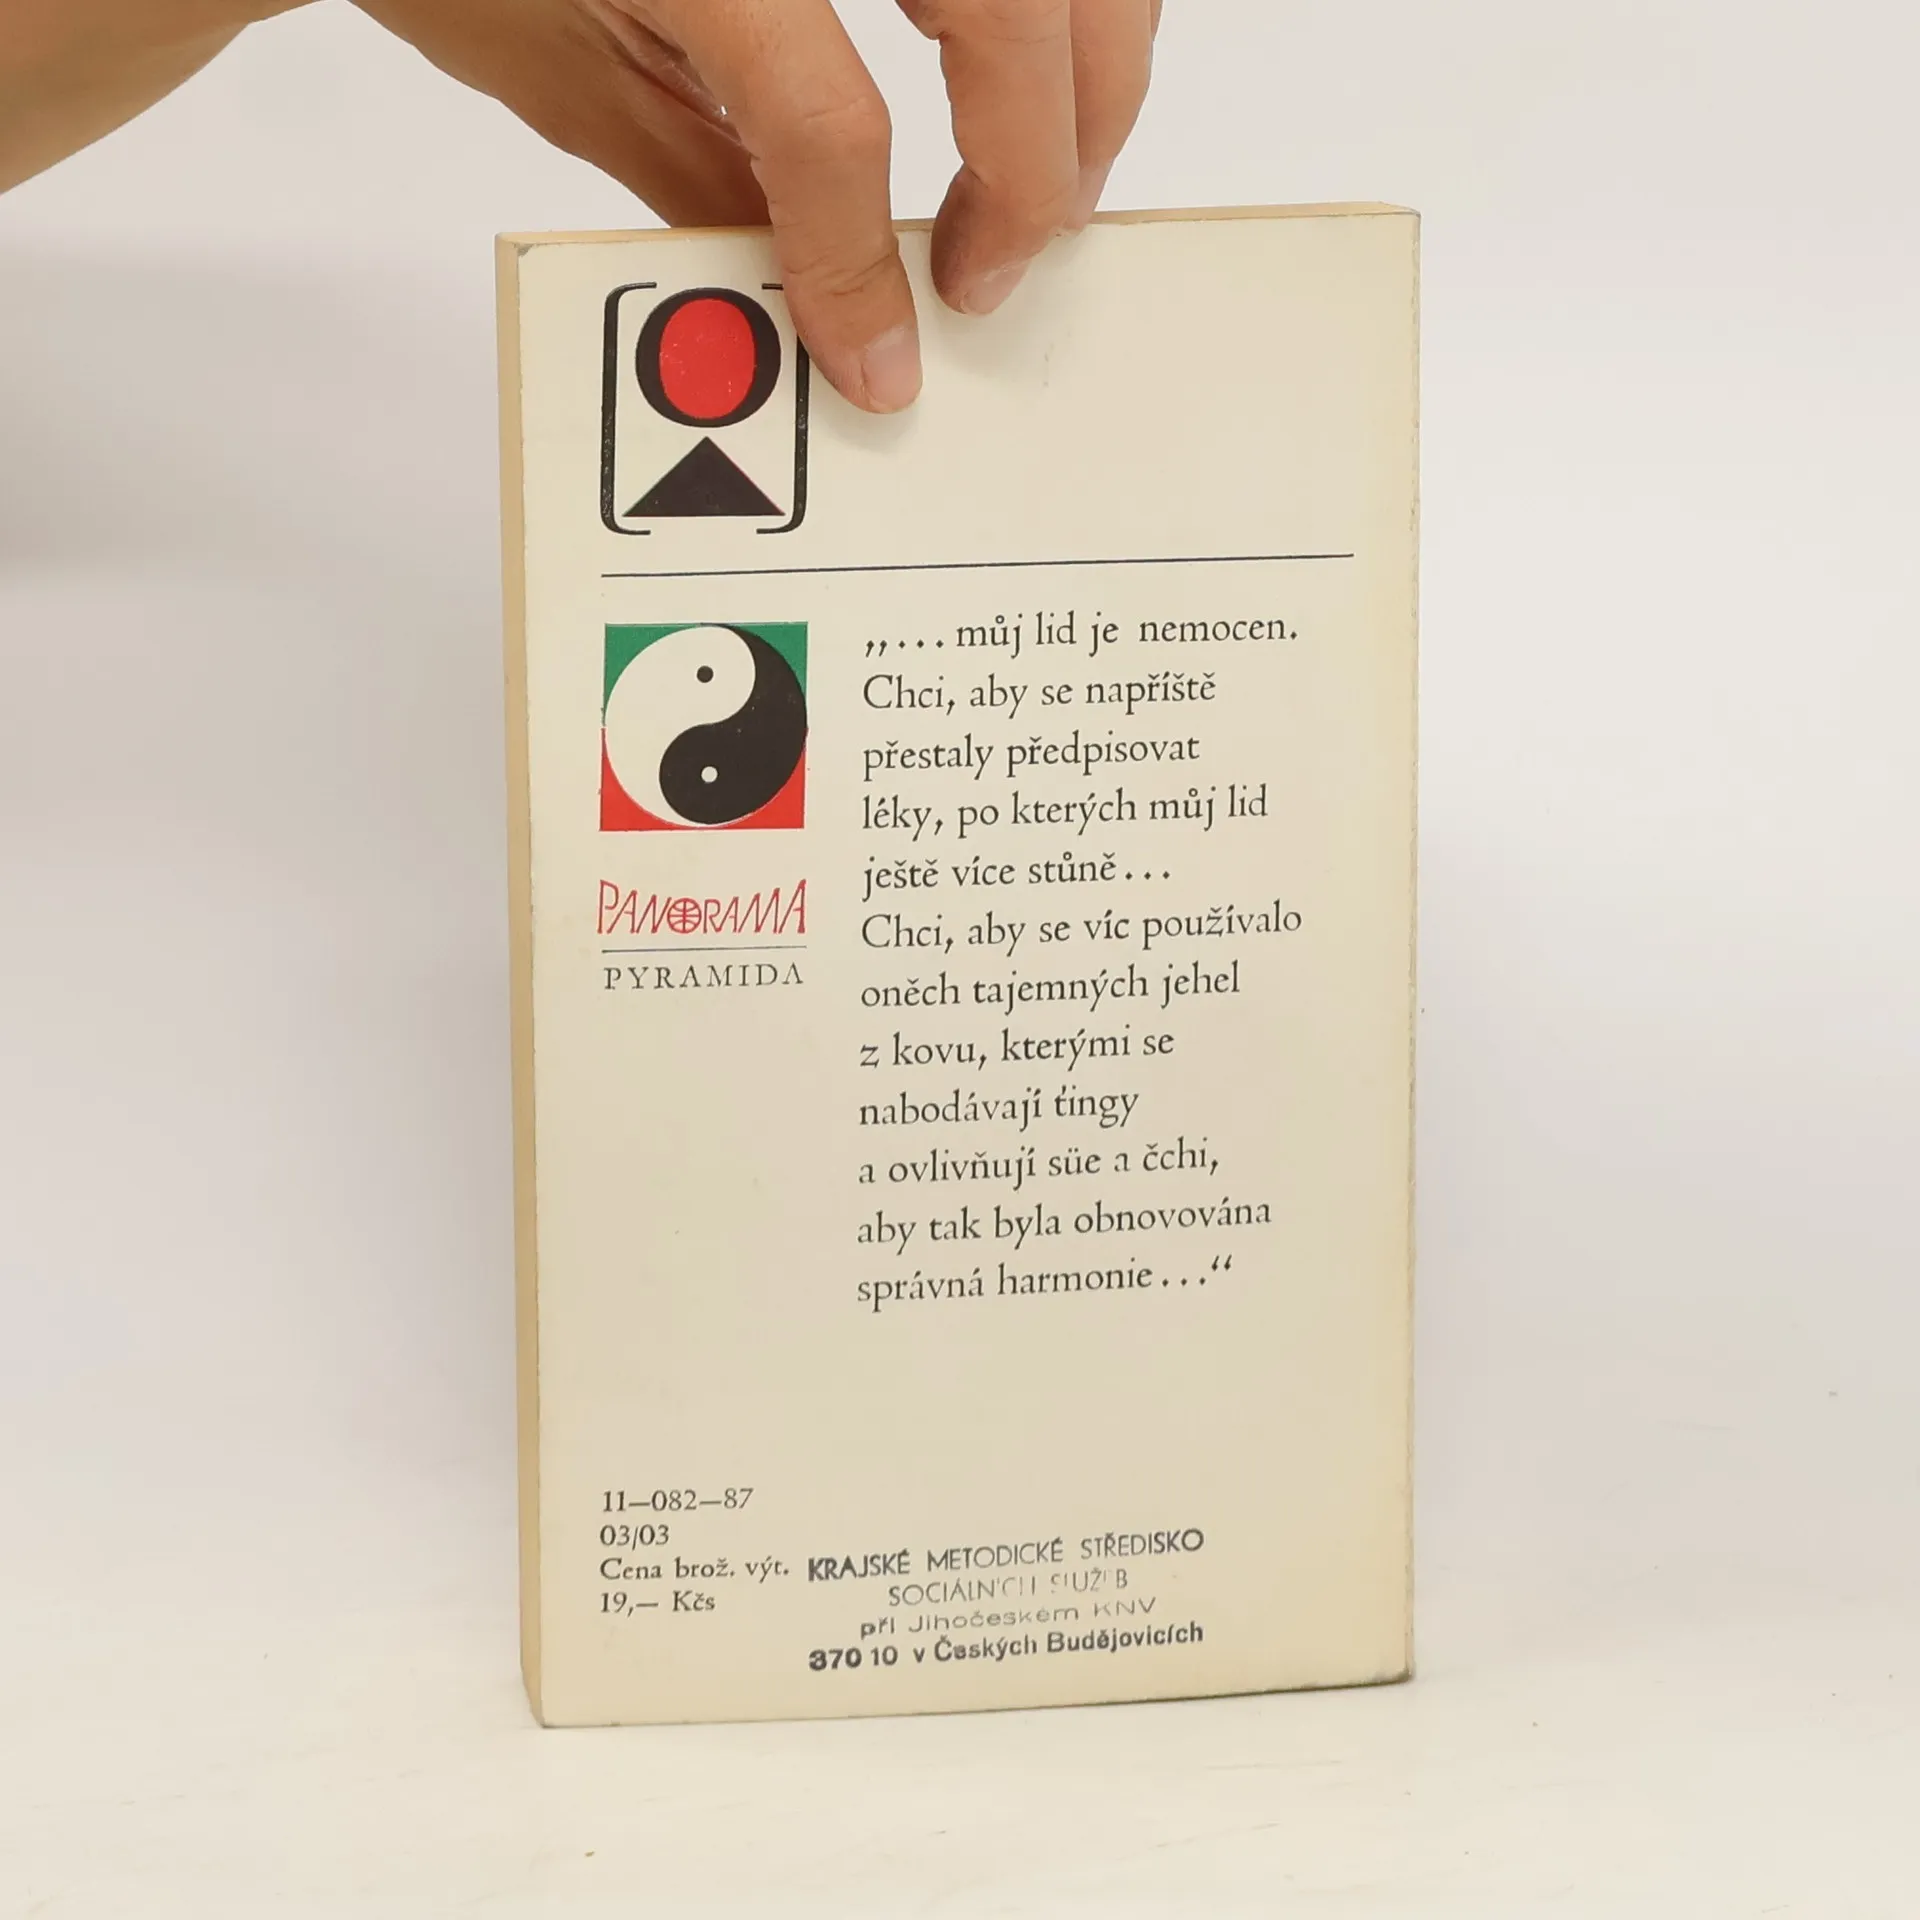 „... můj lid je nemocen.
Chci, aby se napříště
přestaly předpisovat
léky, po kterých můj lid
ještě více stůně...
Chci, aby se víc používalo
oněch tajemných jehel
z kovu, kterými se
nabodávají ťingy
a ovlivňují süe a čchi,
aby tak byla obnovována
správná harmonie...“
PANORAMA
PYRAMIDA
11—082—87
03/03
Cena brož. výt.
19,— Kčs
KRAJSKÉ METODICKÉ STŘEDISKO
SOCIÁLNÍCH SLUŽEB
při Jihočeském KNV
370 10 v Českých Budějovicích